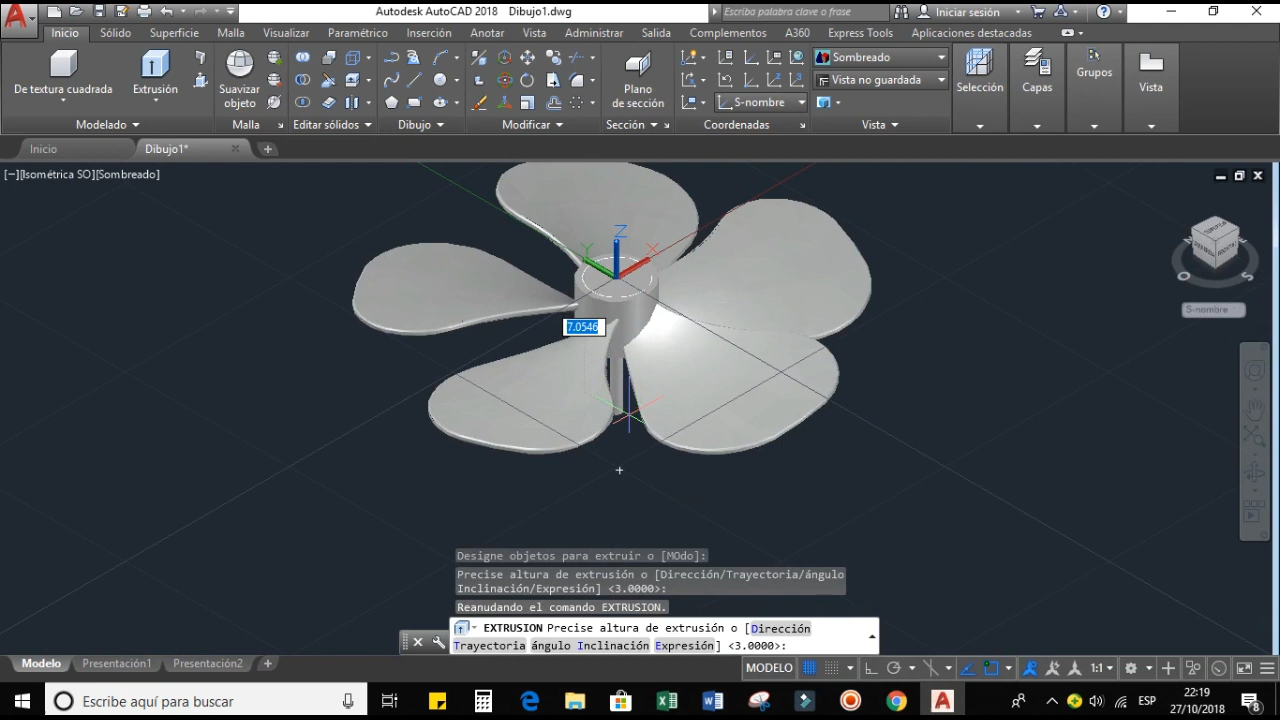 Autodesk AutoCAD 2018 Dibujo1.dwg
Escriba palabra clave o frase
Iniciar sesión
Inicio Sólido Superficie Malla Visualizar Paramétrico Inserción Anotar Vista Administrar Salida Complementos A360 Express Tools Aplicaciones destacadas
De textura cuadrada
Extrusión
Suavizar
objeto
Plano
de sección
S-nombre
Sombreado
Vista no guardada
Selección
Capas
Grupos
Vista
Modelado
Malla
Editar sólidos
Dibujo
Modificar
Sección
Coordenadas
Vista
Inicio
Dibujo1*
[−][Isométrica SO][Sombreado]
Z
Y
X
7.0546
O
S
S-nombre
Designe objetos para extruir o [MOdo]:
Precise altura de extrusión o [Dirección/Trayectoria/ángulo
Inclinación/Expresión] <3.0000>:
Reanudando el comando EXTRUSION.
EXTRUSION Precise altura de extrusión o [Dirección
Trayectoria ángulo Inclinación Expresión] <3.0000>:
Modelo Presentación1 Presentación2
MODELO
1:1
Escribe aquí para buscar
ESP
22:19
27/10/2018
8